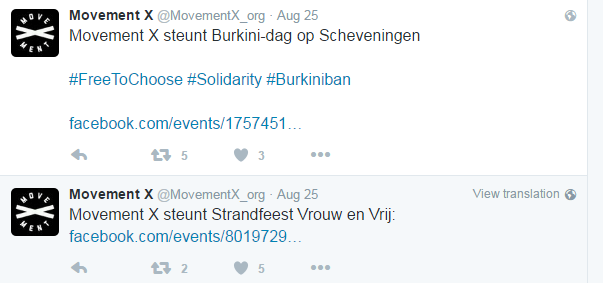 Movement X @MovementX_org · Aug 25
Movement X steunt Burkini-dag op Scheveningen
#FreeToChoose #Solidarity #Burkiniban
facebook.com/events/1757451…
5 3
Movement X @MovementX_org · Aug 25 View translation
Movement X steunt Strandfeest Vrouw en Vrij:
facebook.com/events/8019729…
2 5
MOVE
MENT
MOVE
MENT